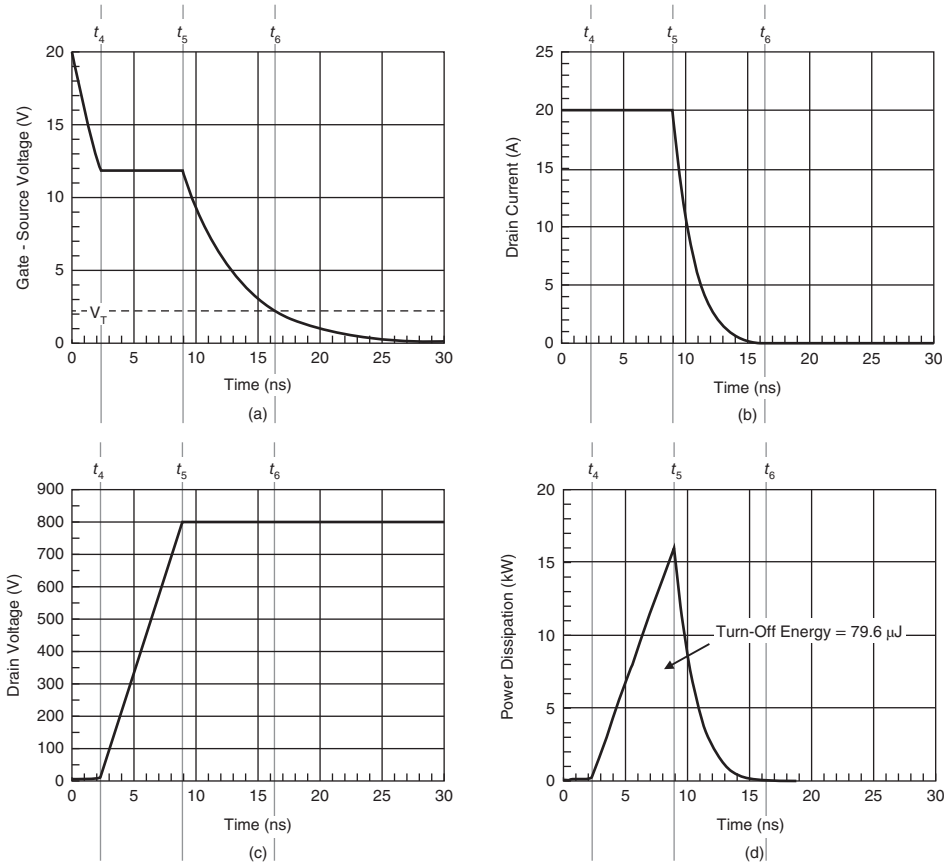 t4 t5 t6
20
15
10
5
0
VT
0 5 10 15 20 25 30
Gate - Source Voltage (V)
Time (ns)
(a)
t4 t5 t6
25
20
15
10
5
0
0 5 10 15 20 25 30
Drain Current (A)
Time (ns)
(b)
t4 t5 t6
900
800
700
600
500
400
300
200
100
0
0 5 10 15 20 25 30
Drain Voltage (V)
Time (ns)
(c)
t4 t5 t6
20
15
10
5
0
Turn-Off Energy = 79.6 μJ
0 5 10 15 20 25 30
Power Dissipation (kW)
Time (ns)
(d)